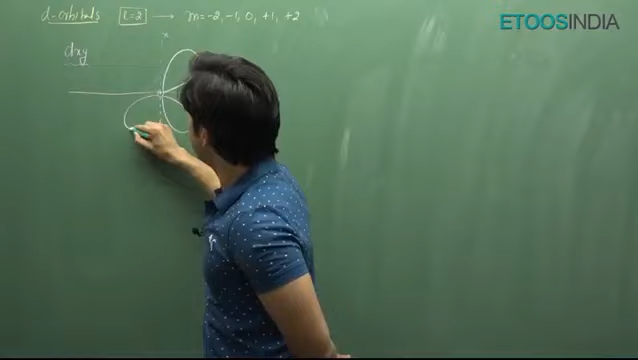 ETOOSINDIA
d-orbitals l=2 → m=-2, -1, 0, +1, +2
dxy
x